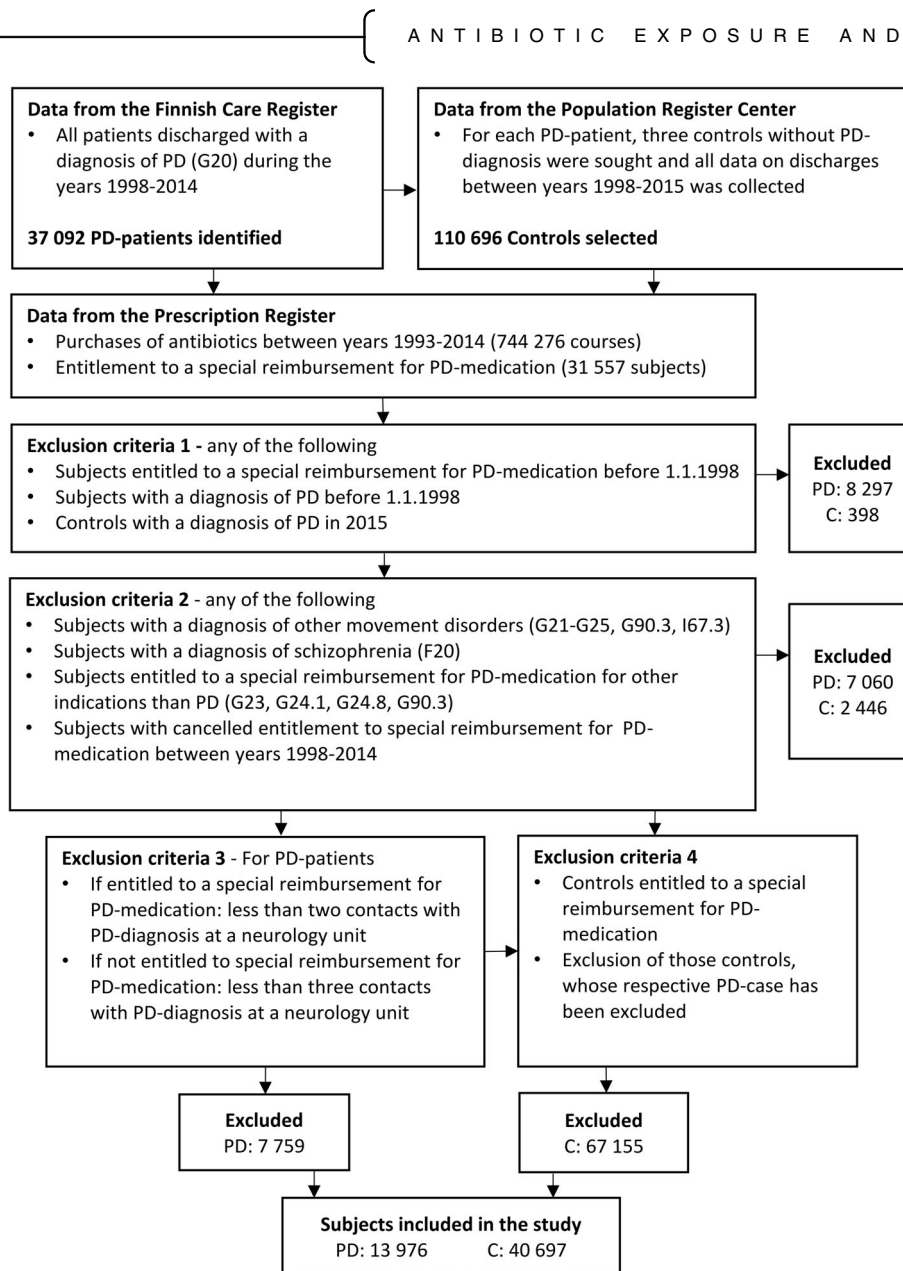 ANTIBIOTIC EXPOSURE AND
Data from the Finnish Care Register
• All patients discharged with a
diagnosis of PD (G20) during the
years 1998-2014
37 092 PD-patients identified
Data from the Population Register Center
• For each PD-patient, three controls without PD-
diagnosis were sought and all data on discharges
between years 1998-2015 was collected
110 696 Controls selected
Data from the Prescription Register
• Purchases of antibiotics between years 1993-2014 (744 276 courses)
• Entitlement to a special reimbursement for PD-medication (31 557 subjects)
Exclusion criteria 1 - any of the following
• Subjects entitled to a special reimbursement for PD-medication before 1.1.1998
• Subjects with a diagnosis of PD before 1.1.1998
• Controls with a diagnosis of PD in 2015
Excluded
PD: 8 297
C: 398
Exclusion criteria 2 - any of the following
• Subjects with a diagnosis of other movement disorders (G21-G25, G90.3, I67.3)
• Subjects with a diagnosis of schizophrenia (F20)
• Subjects entitled to a special reimbursement for PD-medication for other
indications than PD (G23, G24.1, G24.8, G90.3)
• Subjects with cancelled entitlement to special reimbursement for PD-
medication between years 1998-2014
Excluded
PD: 7 060
C: 2 446
Exclusion criteria 3 - For PD-patients
• If entitled to a special reimbursement for
PD-medication: less than two contacts with
PD-diagnosis at a neurology unit
• If not entitled to special reimbursement for
PD-medication: less than three contacts
with PD-diagnosis at a neurology unit
Exclusion criteria 4
• Controls entitled to a special
reimbursement for PD-
medication
• Exclusion of those controls,
whose respective PD-case has
been excluded
Excluded
PD: 7 759
Excluded
C: 67 155
Subjects included in the study
PD: 13 976 C: 40 697